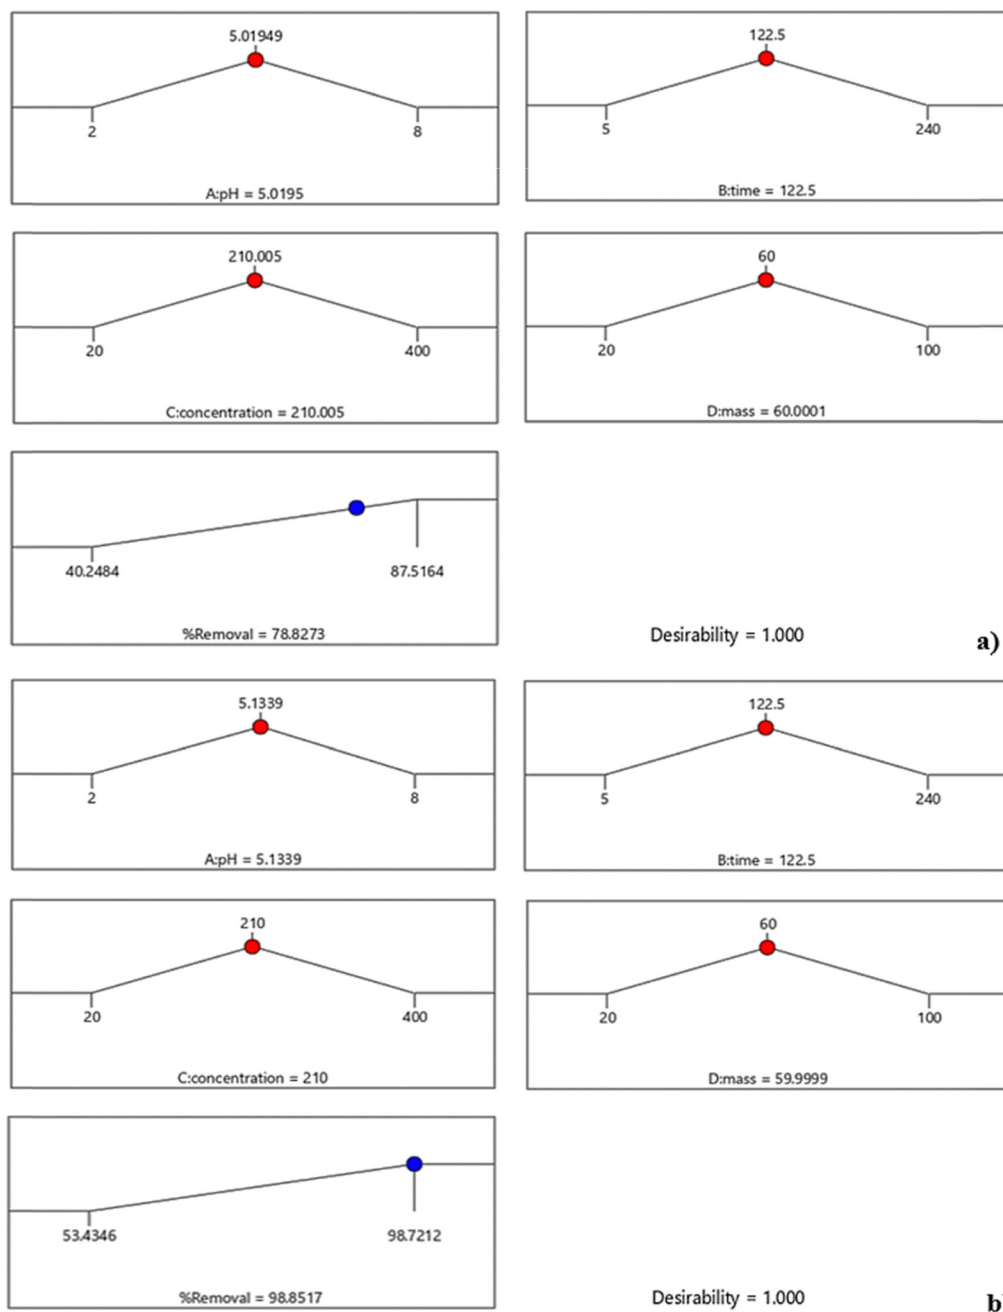 5.01949
2 8
A:pH = 5.0195
122.5
5 240
B:time = 122.5
210.005
20 400
C:concentration = 210.005
60
20 100
D:mass = 60.0001
40.2484 87.5164
%Removal = 78.8273
Desirability = 1.000
a)
5.1339
2 8
A:pH = 5.1339
122.5
5 240
B:time = 122.5
210
20 400
C:concentration = 210
60
20 100
D:mass = 59.9999
53.4346 98.7212
%Removal = 98.8517
Desirability = 1.000
b)